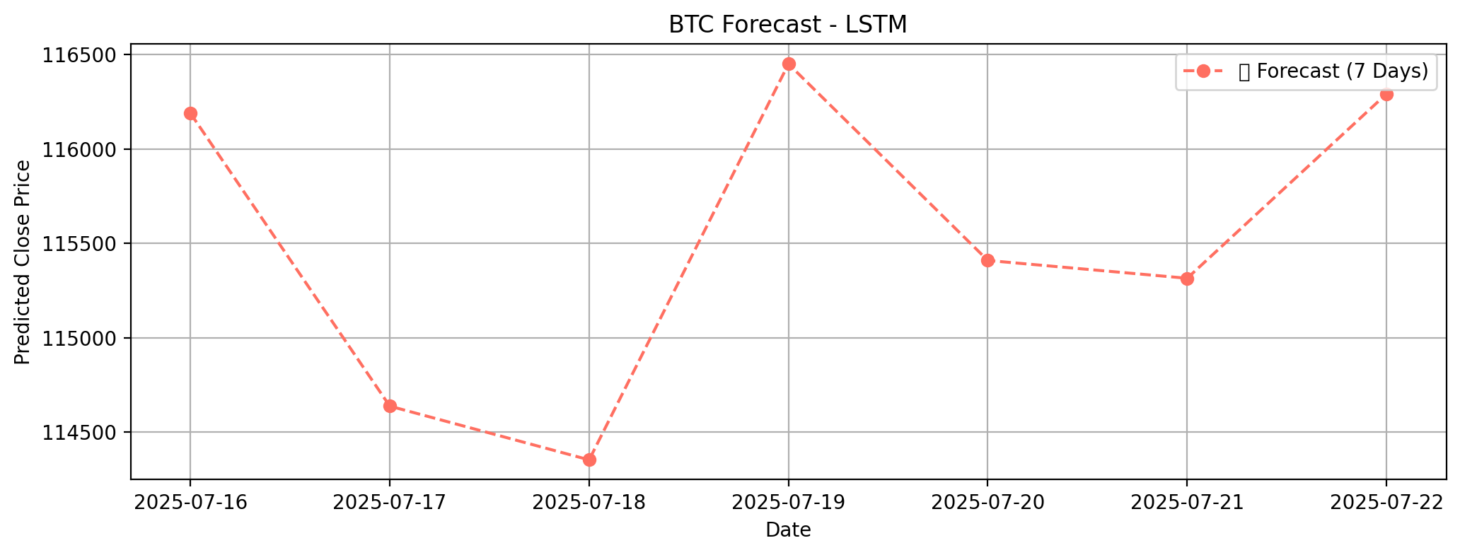 BTC Forecast - LSTM
Predicted Close Price
116500
116000
115500
115000
114500
▯ Forecast (7 Days)
2025-07-16 2025-07-17 2025-07-18 2025-07-19 2025-07-20 2025-07-21 2025-07-22
Date